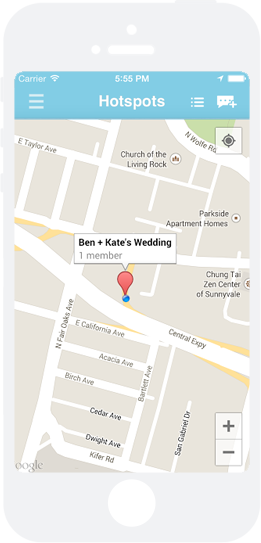 Carrier 5:55 PM
Hotspots
E Taylor Ave
N Wolfe Rd
Church of the
Living Rock
Parkside
Apartment Homes
Ben + Kate's Wedding
1 member
Chung Tai
Zen Center
of Sunnyvale
N Fair Oaks Ave
E California Ave
Central Expy
Acacia Ave
Birch Ave
Bartlett Ave
Cedar Ave
San Gabriel Dr
Dwight Ave
Kifer Rd
+
−
oogle